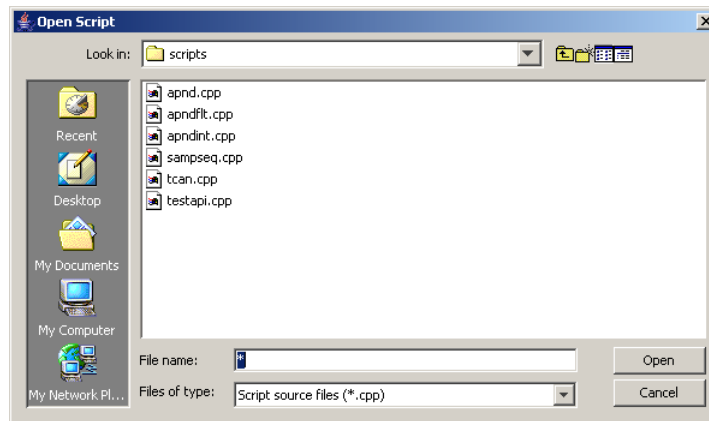 Open Script
Look in: scripts
Recent
Desktop
My Documents
My Computer
My Network Pl...
apnd.cpp
apndflt.cpp
apndint.cpp
sampseq.cpp
tcan.cpp
testapi.cpp
File name: * Open
Files of type: Script source files (*.cpp) Cancel